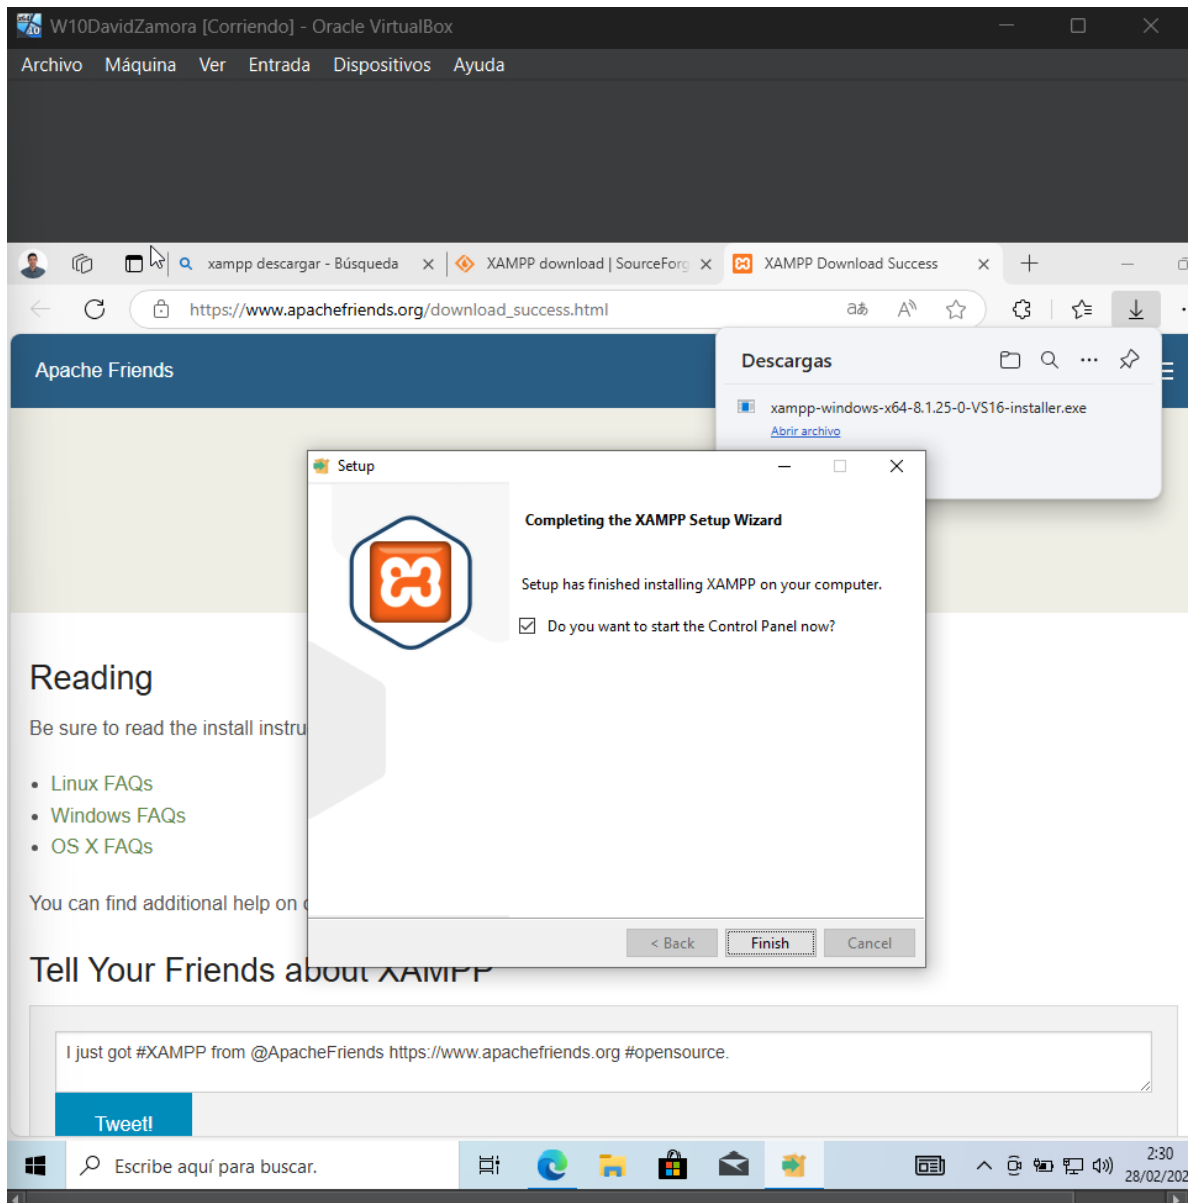 W10DavidZamora [Corriendo] - Oracle VirtualBox
Archivo Máquina Ver Entrada Dispositivos Ayuda
xampp descargar - Búsqueda XAMPP download | SourceForg XAMPP Download Success
https://www.apachefriends.org/download_success.html
Apache Friends
Descargas
xampp-windows-x64-8.1.25-0-VS16-installer.exe
Abrir archivo
Setup
Completing the XAMPP Setup Wizard
Setup has finished installing XAMPP on your computer.
Do you want to start the Control Panel now?
< Back Finish Cancel
Reading
Be sure to read the install instru
Linux FAQs
Windows FAQs
OS X FAQs
You can find additional help on
Tell Your Friends about XAMPP
I just got #XAMPP from @ApacheFriends https://www.apachefriends.org #opensource.
Tweet!
Escribe aquí para buscar.
2:30
28/02/202